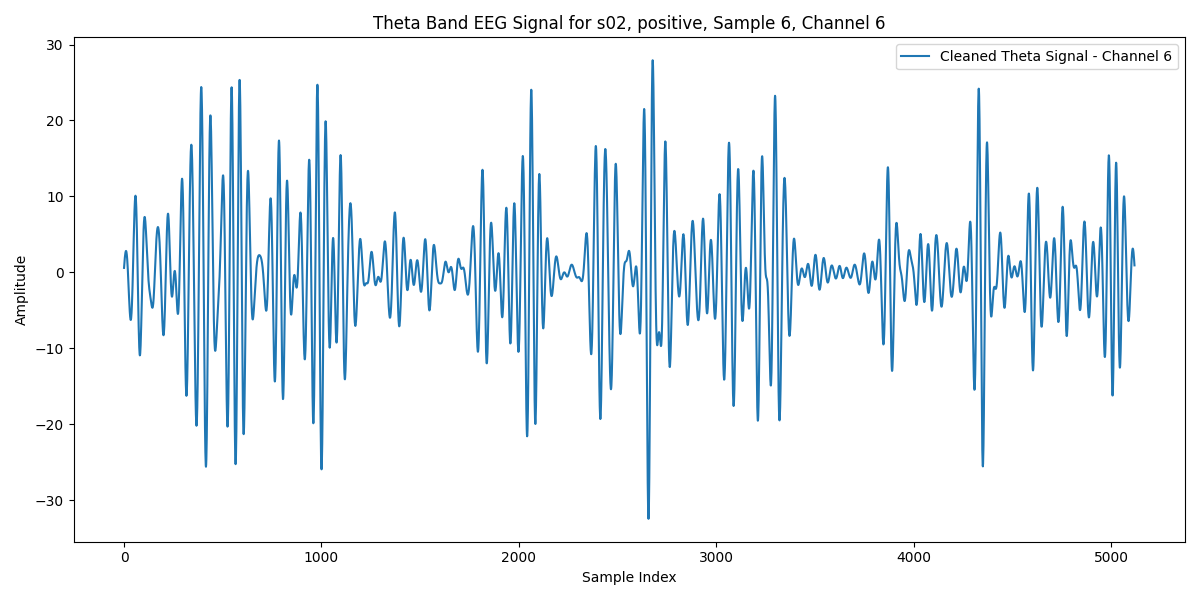 Theta Band EEG Signal for s02, positive, Sample 6, Channel 6
Cleaned Theta Signal - Channel 6
30
20
10
0
−10
−20
−30
Amplitude
0 1000 2000 3000 4000 5000
Sample Index